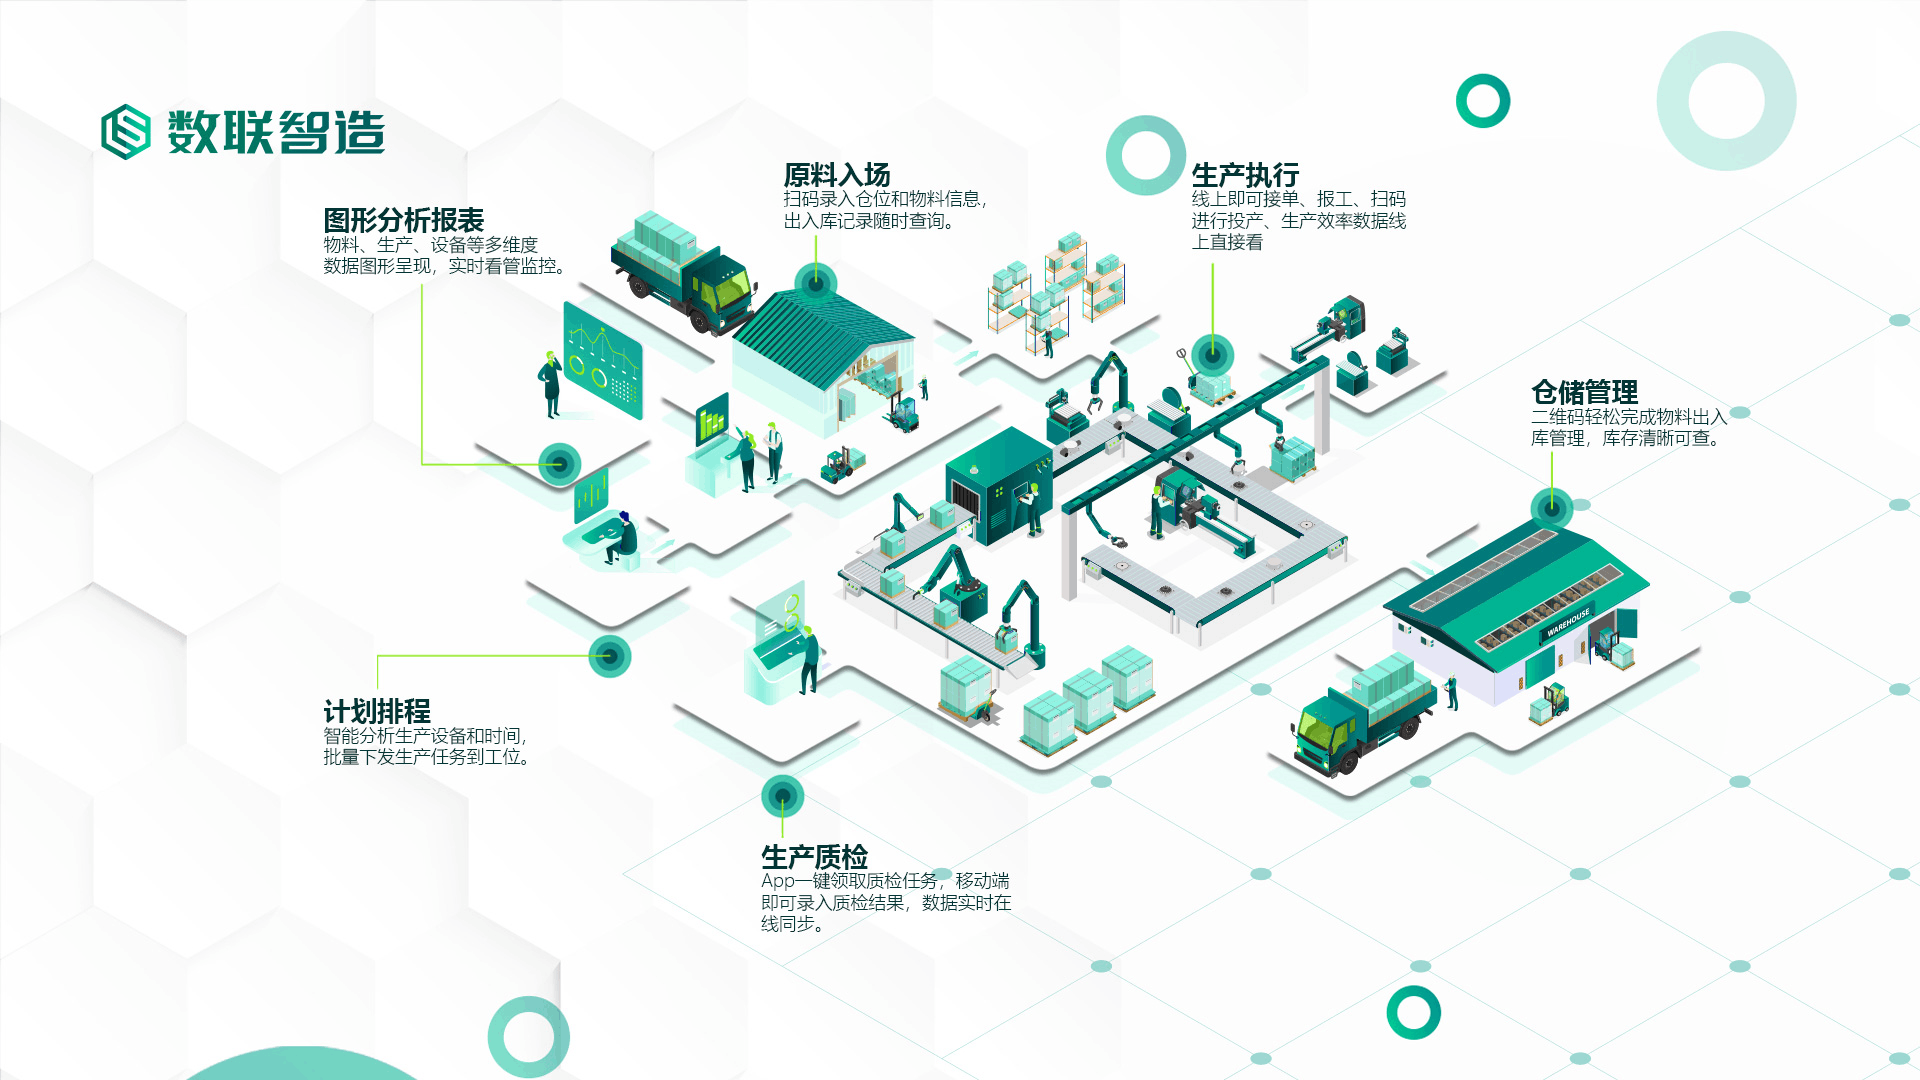 数联智造
图形分析报表
物料、生产、设备等多维度
数据图形呈现，实时看管监控。
原料入场
扫码录入仓位和物料信息，
出入库记录随时查询。
生产执行
线上即可接单、报工、扫码
进行投产、生产效率数据线
上直接看
仓储管理
二维码轻松完成物料出入
库管理，库存清晰可查。
WAREHOUSE
计划排程
智能分析生产设备和时间，
批量下发生产任务到工位。
生产质检
App一键领取质检任务，移动端
即可录入质检结果，数据实时在
线同步。